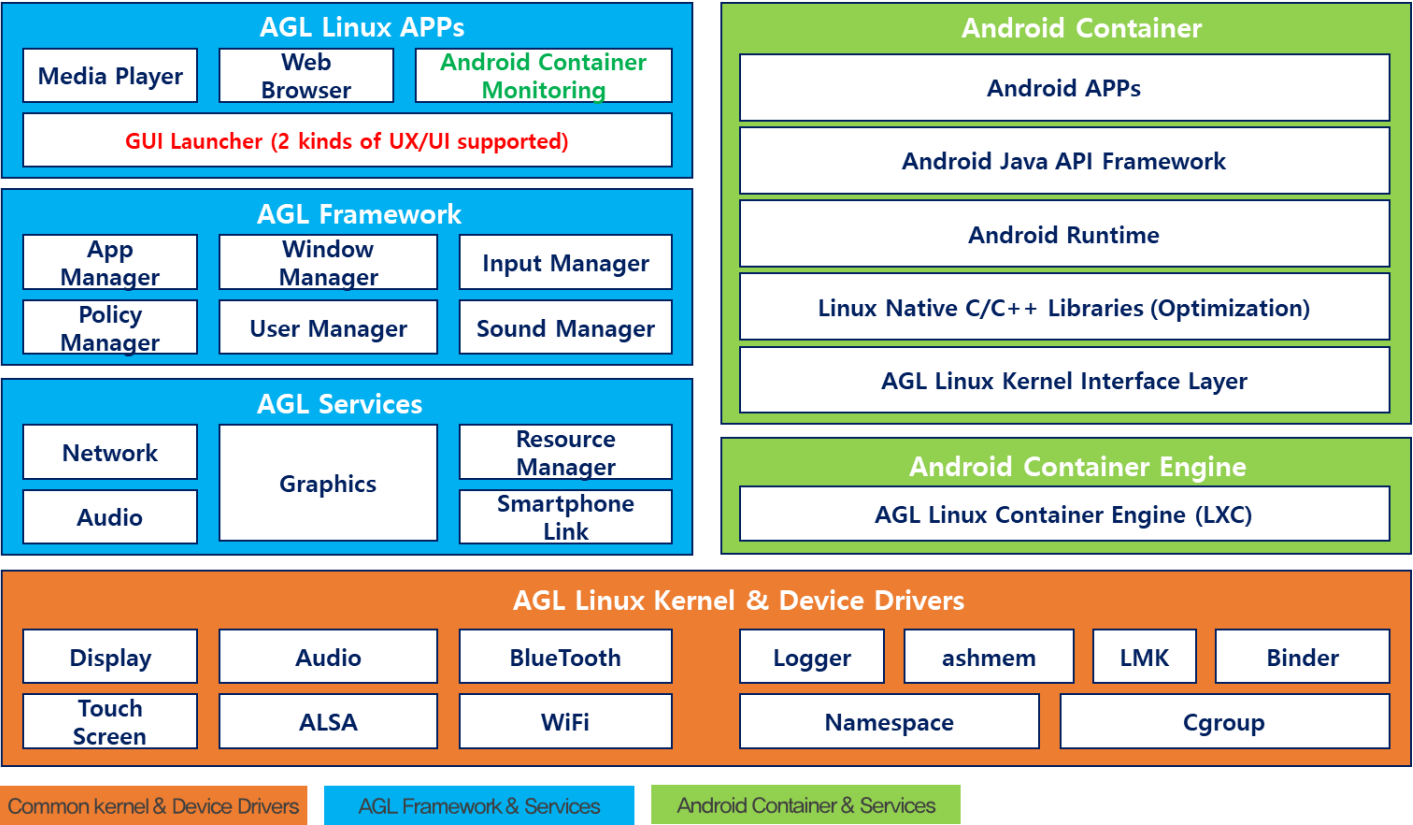 AGL Linux APPs
Media Player
Web
Browser
Android Container
Monitoring
GUI Launcher (2 kinds of UX/UI supported)
AGL Framework
App
Manager
Window
Manager
Input Manager
Policy
Manager
User Manager
Sound Manager
AGL Services
Network
Graphics
Resource
Manager
Audio
Smartphone
Link
Android Container
Android APPs
Android Java API Framework
Android Runtime
Linux Native C/C++ Libraries (Optimization)
AGL Linux Kernel Interface Layer
Android Container Engine
AGL Linux Container Engine (LXC)
AGL Linux Kernel & Device Drivers
Display
Audio
BlueTooth
Logger
ashmem
LMK
Binder
Touch
Screen
ALSA
WiFi
Namespace
Cgroup
Common kernel & Device Drivers
AGL Framework & Services
Android Container & Services